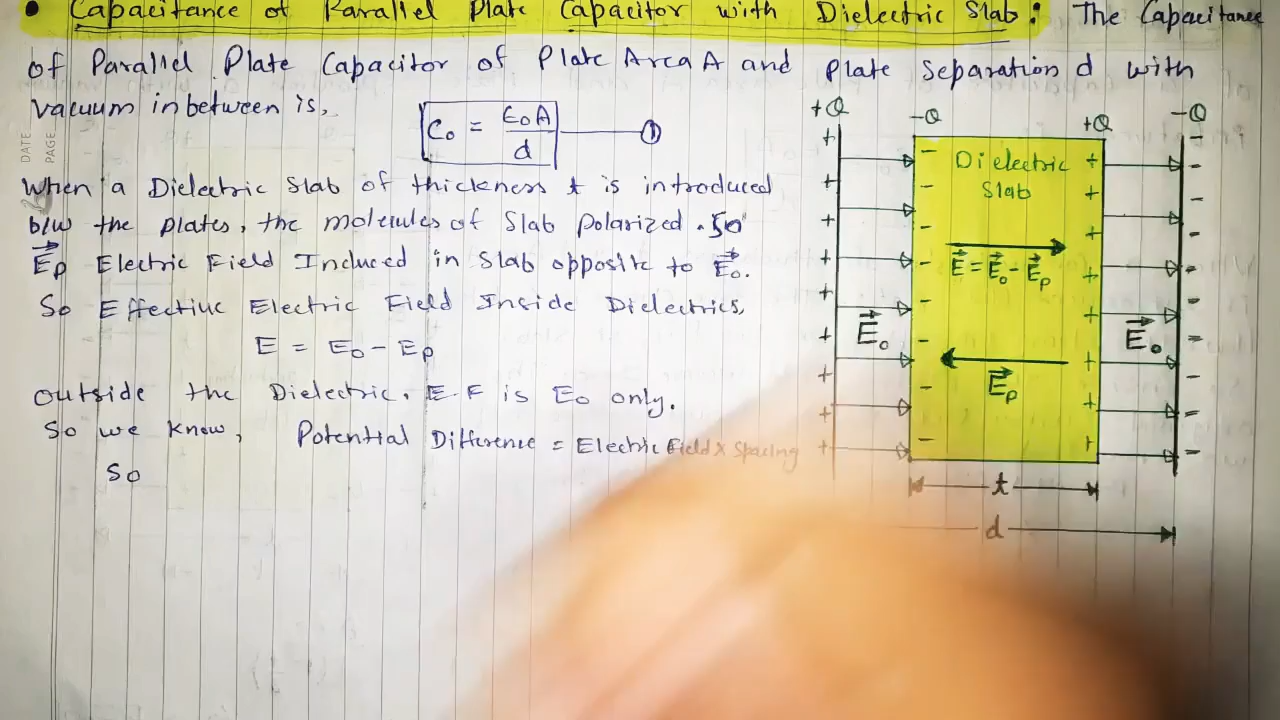 • Capacitance of Parallel Plate Capacitor with Dielectric Slab: The Capacitance
of Parallel Plate Capacitor of Plate Area A and Plate Separation d with
Vacuum inbetween is,
C₀ = ε₀A / d — ①
When a Dielectric Slab of thickness t is introduced
b/w the plates, the molecules of Slab Polarized. So
E⃗p Electric Field Induced in Slab opposite to E⃗₀.
So Effective Electric Field Inside Dielectrics,
E = E₀ - Ep
outside the Dielectric, E F is E₀ only.
So we know, Potential Difference = Electric Field × Spacing
So
DATE
PAGE
+Q
-Q
+Q
-Q
Dielectric
Slab
E⃗ = E⃗₀ - E⃗p
E⃗₀
E⃗₀
E⃗p
t
d